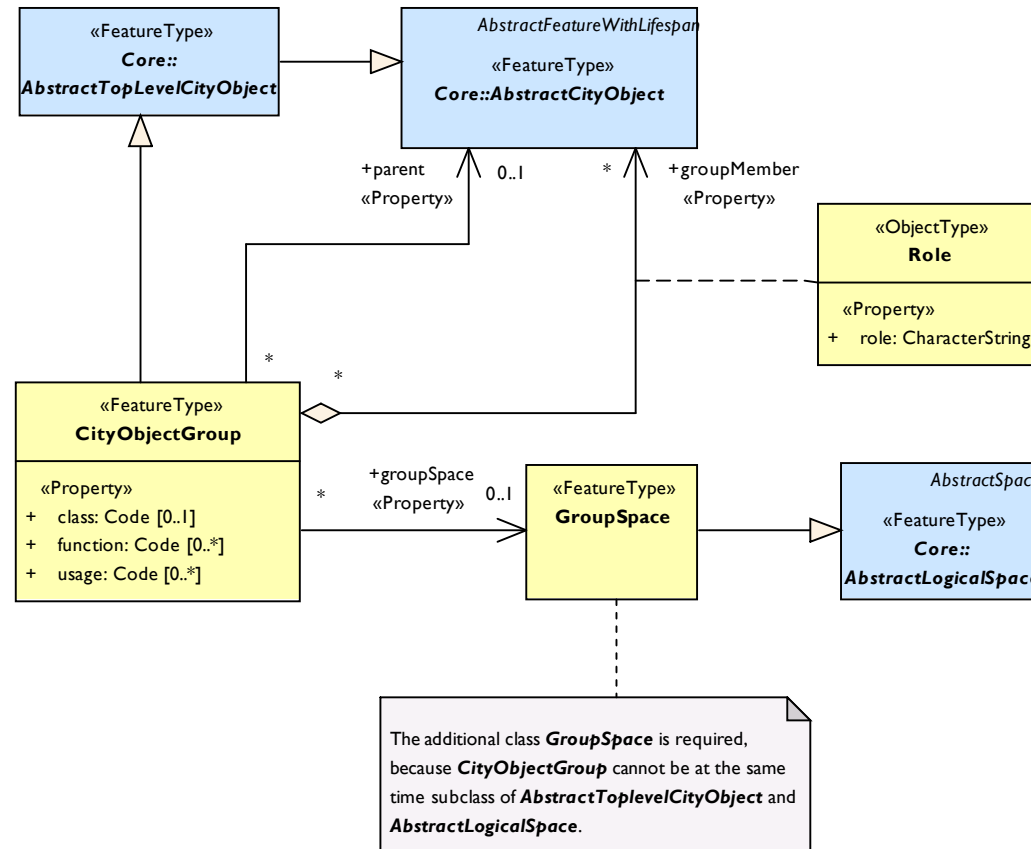 «FeatureType»
Core::
AbstractTopLevelCityObject
AbstractFeatureWithLifespan
«FeatureType»
Core::AbstractCityObject
+parent
«Property»
0..1
*
+groupMember
«Property»
«ObjectType»
Role
«Property»
+ role: CharacterString
*
*
«FeatureType»
CityObjectGroup
«Property»
+ class: Code [0..1]
+ function: Code [0..*]
+ usage: Code [0..*]
*
+groupSpace
«Property»
0..1
«FeatureType»
GroupSpace
AbstractSpac
«FeatureType»
Core::
AbstractLogicalSpace
The additional class GroupSpace is required,
because CityObjectGroup cannot be at the same
time subclass of AbstractToplevelCityObject and
AbstractLogicalSpace.